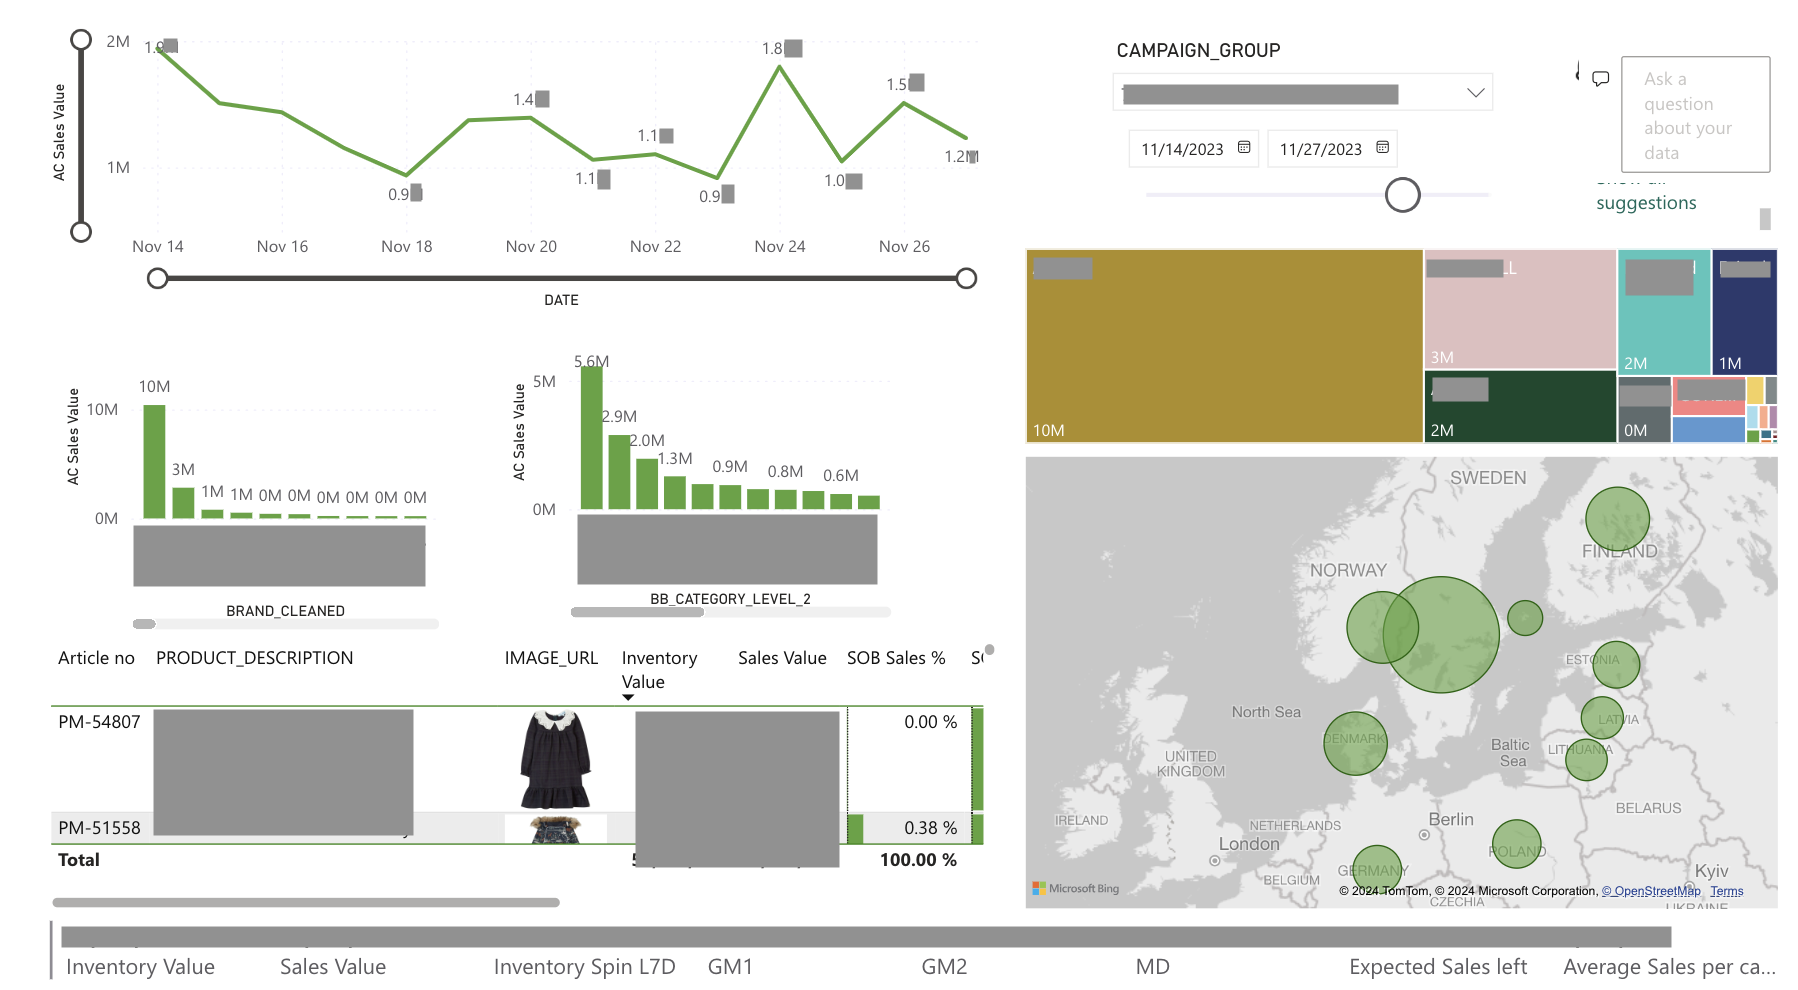 2M
1M
AC Sales Value
1.8
1.4
1.5
1.1
1.1
0.9
0.9
1.0
1.2M
Nov 14
Nov 16
Nov 18
Nov 20
Nov 22
Nov 24
Nov 26
DATE
CAMPAIGN_GROUP
11/14/2023
11/27/2023
Ask a
question
about your
data
suggestions
AC Sales Value
10M
0M
10M
3M
1M
1M
0M
0M
0M
0M
0M
0M
BRAND_CLEANED
AC Sales Value
5M
0M
5.6M
2.9M
2.0M
1.3M
0.9M
0.8M
0.6M
BB_CATEGORY_LEVEL_2
10M
3M
2M
2M
1M
0M
Article no
PRODUCT_DESCRIPTION
IMAGE_URL
Inventory
Value
Sales Value
SOB Sales %
PM-54807
0.00 %
PM-51558
0.38 %
Total
100.00 %
SWEDEN
FINLAND
NORWAY
ESTONIA
LATVIA
LITHUANIA
North Sea
DENMARK
Baltic
Sea
UNITED
KINGDOM
BELARUS
IRELAND
NETHERLANDS
Berlin
London
POLAND
BELGIUM
GERMANY
Kyiv
CZECHIA
UKRAINE
Microsoft Bing
© 2024 TomTom, © 2024 Microsoft Corporation, © OpenStreetMap Terms
Inventory Value
Sales Value
Inventory Spin L7D
GM1
GM2
MD
Expected Sales left
Average Sales per ca...